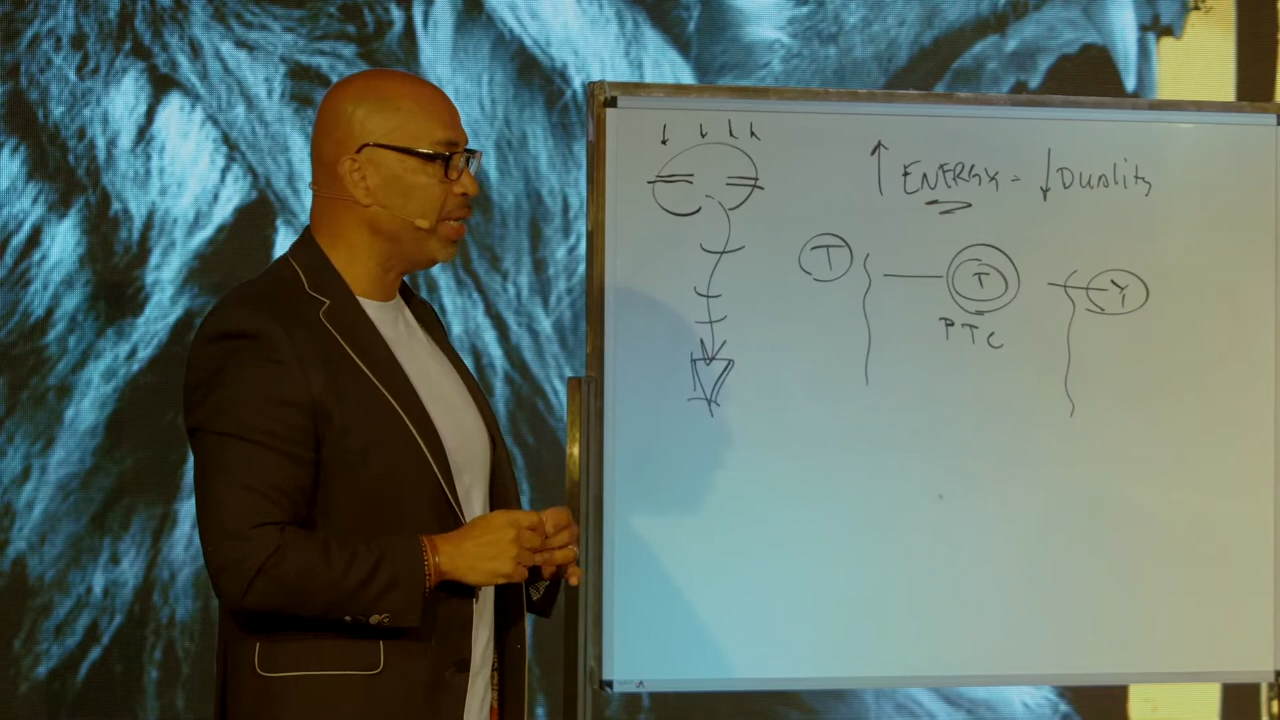 ↑ ENERGY = ↓ Duality
T
T
Y
PTC